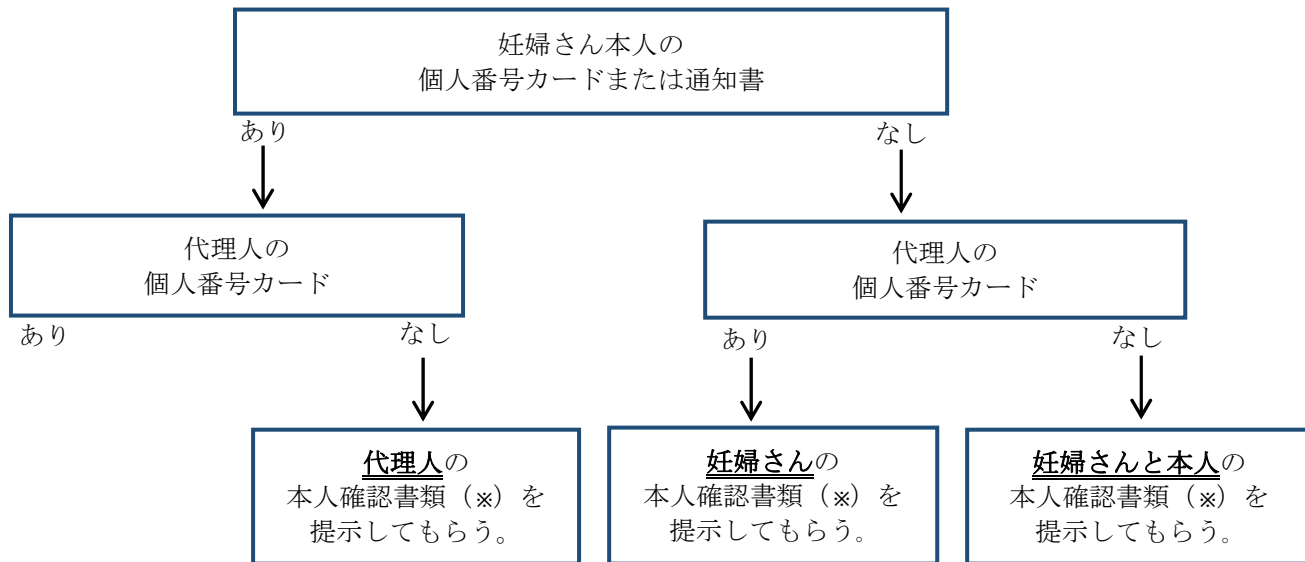 妊婦さん本人の
個人番号カードまたは通知書
あり
なし
代理人の
個人番号カード
代理人の
個人番号カード
あり
なし
あり
なし
代理人の
本人確認書類（※）を
提示してもらう。
妊婦さんの
本人確認書類（※）を
提示してもらう。
妊婦さんと本人の
本人確認書類（※）を
提示してもらう。